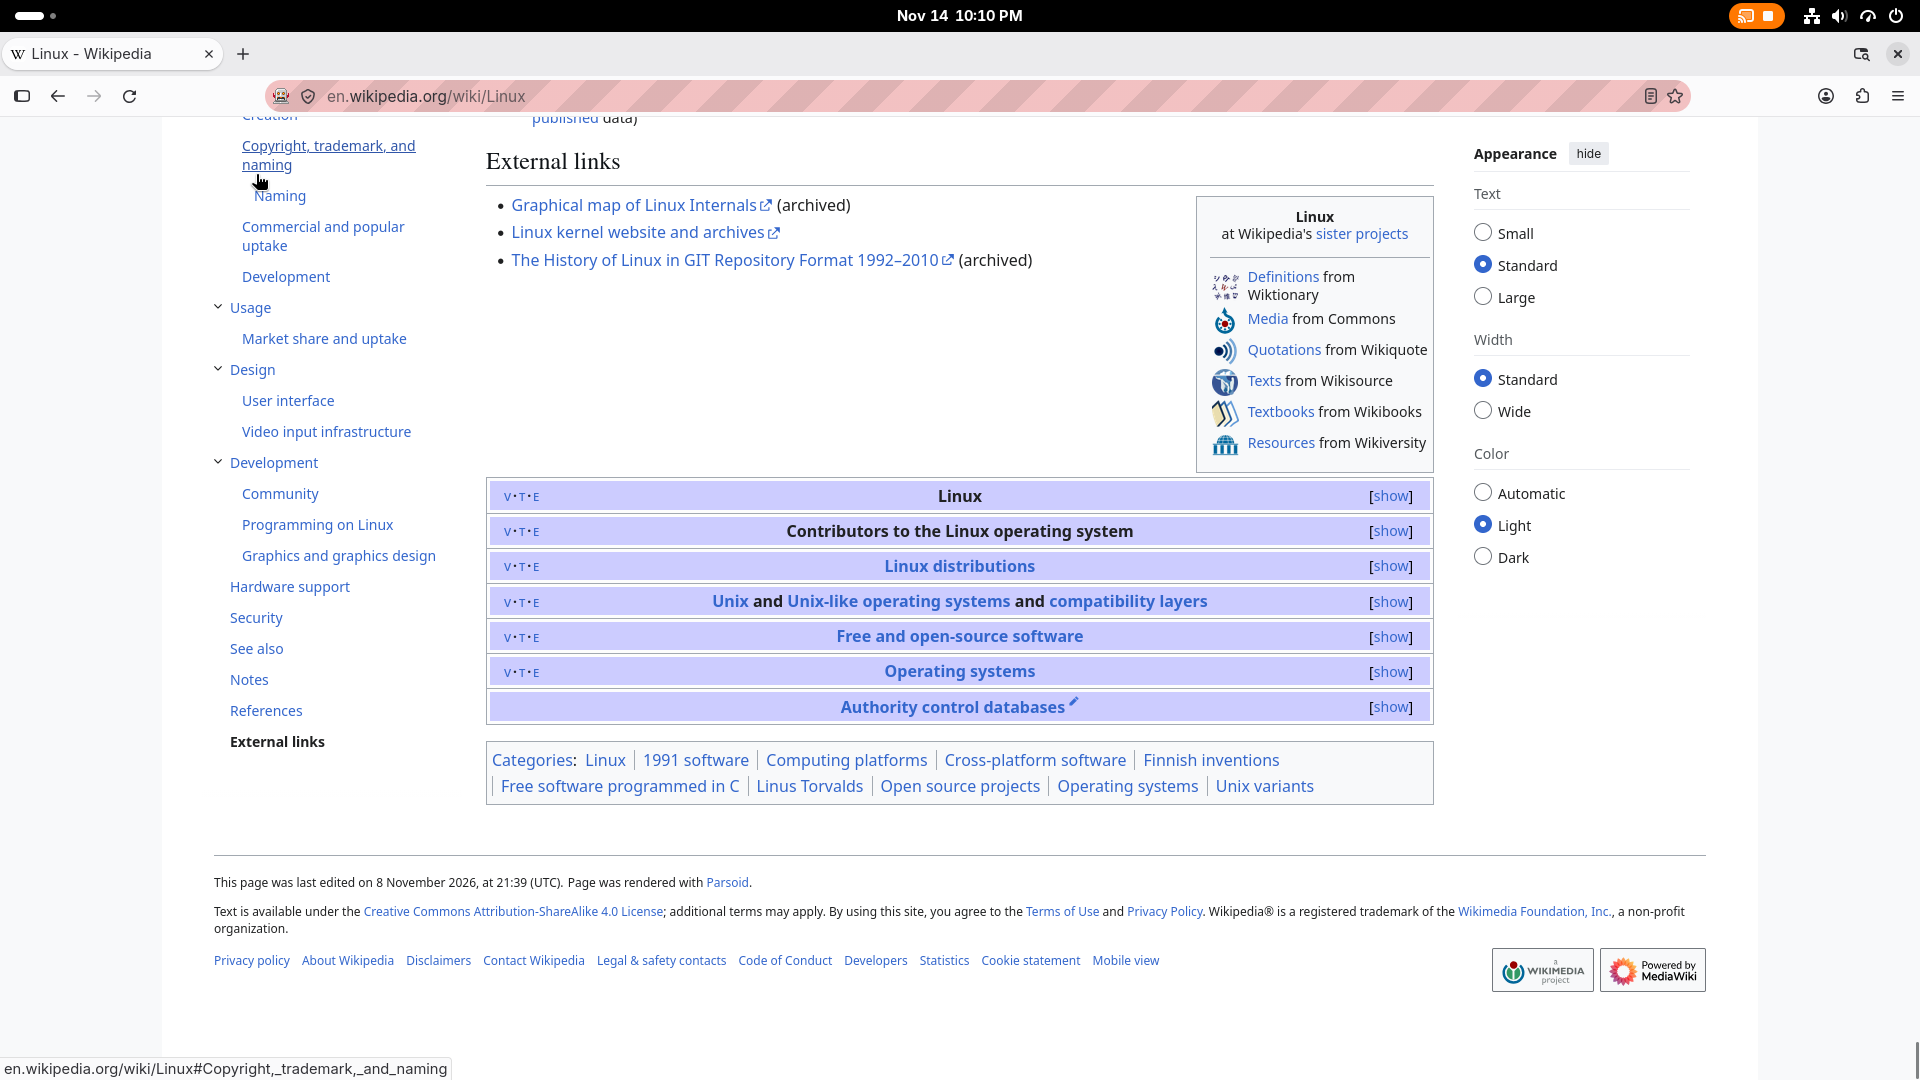 Nov 14 10:10 PM
Linux - Wikipedia
en.wikipedia.org/wiki/Linux
Creation
Copyright, trademark, and
naming
Naming
Commercial and popular
uptake
Development
Usage
Market share and uptake
Design
User interface
Video input infrastructure
Development
Community
Programming on Linux
Graphics and graphics design
Hardware support
Security
See also
Notes
References
External links
published data)
External links
• Graphical map of Linux Internals (archived)
• Linux kernel website and archives
• The History of Linux in GIT Repository Format 1992–2010 (archived)
Linux
at Wikipedia's sister projects
Definitions from
Wiktionary
Media from Commons
Quotations from Wikiquote
Texts from Wikisource
Textbooks from Wikibooks
Resources from Wikiversity
V·T·E Linux [show]
V·T·E Contributors to the Linux operating system [show]
V·T·E Linux distributions [show]
V·T·E Unix and Unix-like operating systems and compatibility layers [show]
V·T·E Free and open-source software [show]
V·T·E Operating systems [show]
Authority control databases [show]
Categories: Linux | 1991 software | Computing platforms | Cross-platform software | Finnish inventions
| Free software programmed in C | Linus Torvalds | Open source projects | Operating systems | Unix variants
Appearance hide
Text
Small
Standard
Large
Width
Standard
Wide
Color
Automatic
Light
Dark
This page was last edited on 8 November 2026, at 21:39 (UTC). Page was rendered with Parsoid.
Text is available under the Creative Commons Attribution-ShareAlike 4.0 License; additional terms may apply. By using this site, you agree to the Terms of Use and Privacy Policy. Wikipedia® is a registered trademark of the Wikimedia Foundation, Inc., a non-profit
organization.
Privacy policy About Wikipedia Disclaimers Contact Wikipedia Legal & safety contacts Code of Conduct Developers Statistics Cookie statement Mobile view
a
WIKIMEDIA
project
Powered by
MediaWiki
en.wikipedia.org/wiki/Linux#Copyright,_trademark,_and_naming